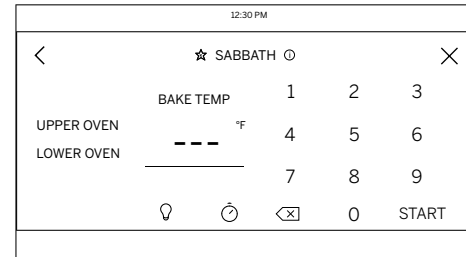 12:30 PM
SABBATH
BAKE TEMP
UPPER OVEN
LOWER OVEN
--- °F
1 2 3
4 5 6
7 8 9
0 START